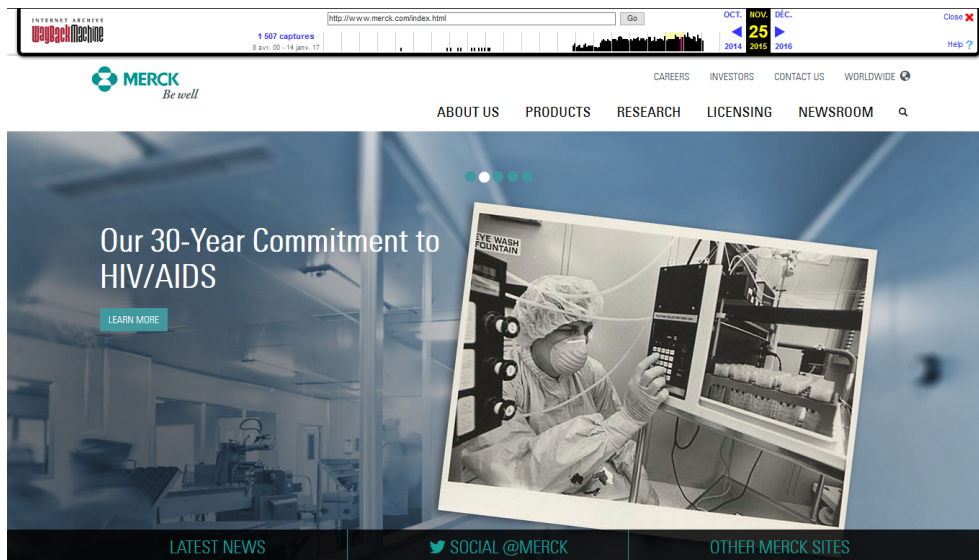 INTERNET ARCHIVE
WayBackMachine
http://www.merck.com/index.html
Go
1 507 captures
8 avr. 00 - 14 janv. 17
OCT. NOV. DÉC.
25
2014 2015 2016
Close
Help ?
MERCK
Be well
CAREERS INVESTORS CONTACT US WORLDWIDE
ABOUT US PRODUCTS RESEARCH LICENSING NEWSROOM
Our 30-Year Commitment to
HIV/AIDS
LEARN MORE
EYE WASH
FOUNTAIN
LATEST NEWS SOCIAL @MERCK OTHER MERCK SITES